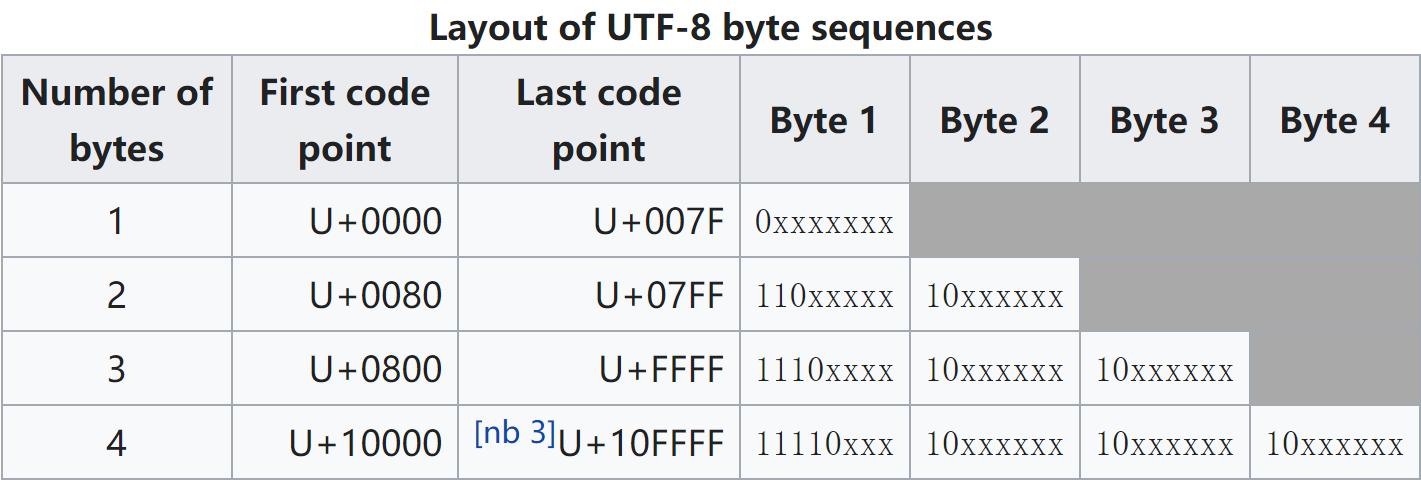 Layout of UTF-8 byte sequences
Number of bytes First code point Last code point Byte 1 Byte 2 Byte 3 Byte 4
1 U+0000 U+007F 0xxxxxxx
2 U+0080 U+07FF 110xxxxx 10xxxxxx
3 U+0800 U+FFFF 1110xxxx 10xxxxxx 10xxxxxx
4 U+10000 [nb 3]U+10FFFF 11110xxx 10xxxxxx 10xxxxxx 10xxxxxx